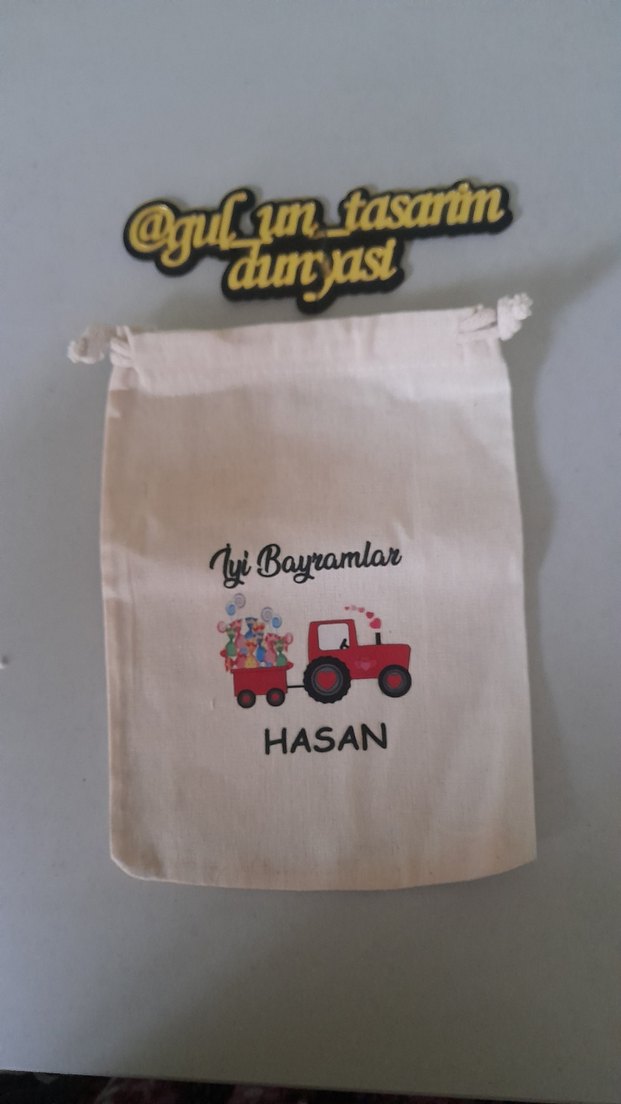 @gul_un_tasarim
dunyasi
İyi Bayramlar
HASAN